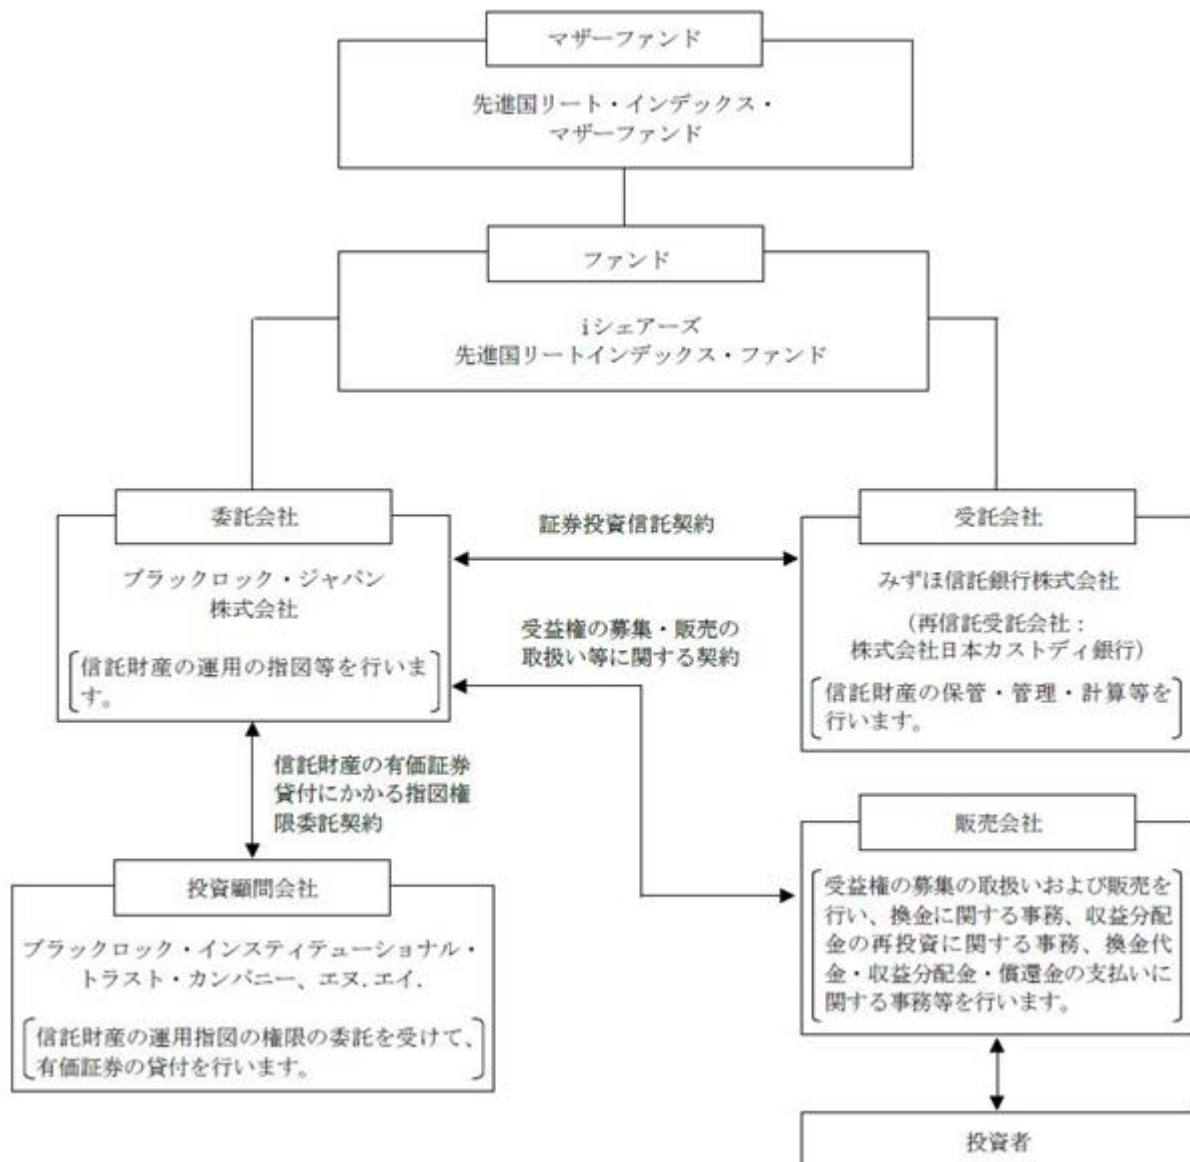 マザーファンド
先進国リート・インデックス・
マザーファンド
ファンド
iシェアーズ
先進国リートインデックス・ファンド
委託会社
ブラックロック・ジャパン
株式会社
信託財産の運用の指図等を行いま
す。
証券投資信託契約
受益権の募集・販売の
取扱い等に関する契約
受託会社
みずほ信託銀行株式会社
(再信託受託会社:
株式会社日本カストディ銀行)
信託財産の保管・管理・計算等を
行います。
信託財産の有価証券
貸付にかかる指図権
限委託契約
投資顧問会社
ブラックロック・インスティテューショナル・
トラスト・カンパニー、エヌ.エイ.
信託財産の運用指図の権限の委託を受けて、
有価証券の貸付を行います。
販売会社
受益権の募集の取扱いおよび販売を
行い、換金に関する事務、収益分配
金の再投資に関する事務、換金代
金・収益分配金・償還金の支払いに
関する事務等を行います。
投資者